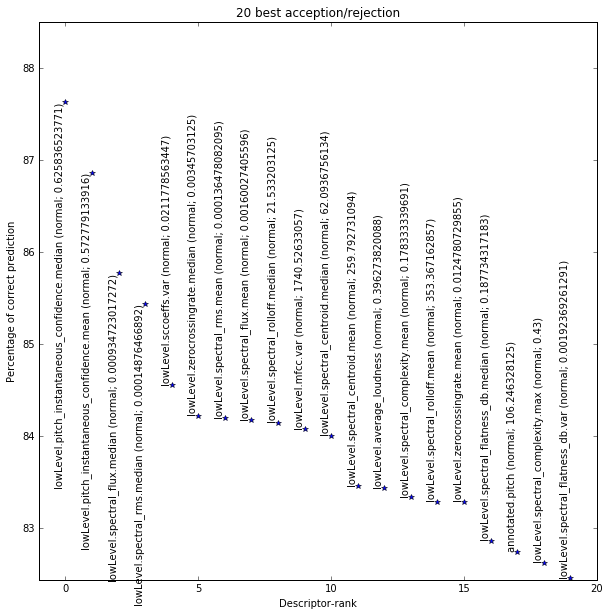 20 best acception/rejection
Percentage of correct prediction
88
87
86
85
84
83
lowLevel.pitch_instantaneous_confidence.median (normal; 0.625836523771)
lowLevel.pitch_instantaneous_confidence.mean (normal; 0.572779133916)
lowLevel.spectral_flux.median (normal; 0.000934723017272)
lowLevel.spectral_rms.median (normal; 0.00014876466892)
lowLevel.sccoeffs.var (normal; 0.02117785634​47)
lowLevel.zerocrossingrate.median (normal; 0.00345703125)
lowLevel.spectral_rms.mean (normal; 0.000136478082095)
lowLevel.spectral_flux.mean (normal; 0.00160027405596)
lowLevel.spectral_rolloff.median (normal; 21.533203125)
lowLevel.mfcc.var (normal; 1740.52633057)
lowLevel.spectral_centroid.median (normal; 62.0936756134)
lowLevel.spectral_centroid.mean (normal; 259.792731094)
lowLevel.average_loudness (normal; 0.396273820088)
lowLevel.spectral_complexity.mean (normal; 0.178333339691)
lowLevel.spectral_rolloff.mean (normal; 353.367162857)
lowLevel.zerocrossingrate.mean (normal; 0.0124780729855)
lowLevel.spectral_flatness_db.median (normal; 0.187734317183)
annotated.pitch (normal; 106.246328125)
lowLevel.spectral_complexity.max (normal; 0.43)
lowLevel.spectral_flatness_db.var (normal; 0.00192369261291)
0 5 10 15 20
Descriptor-rank